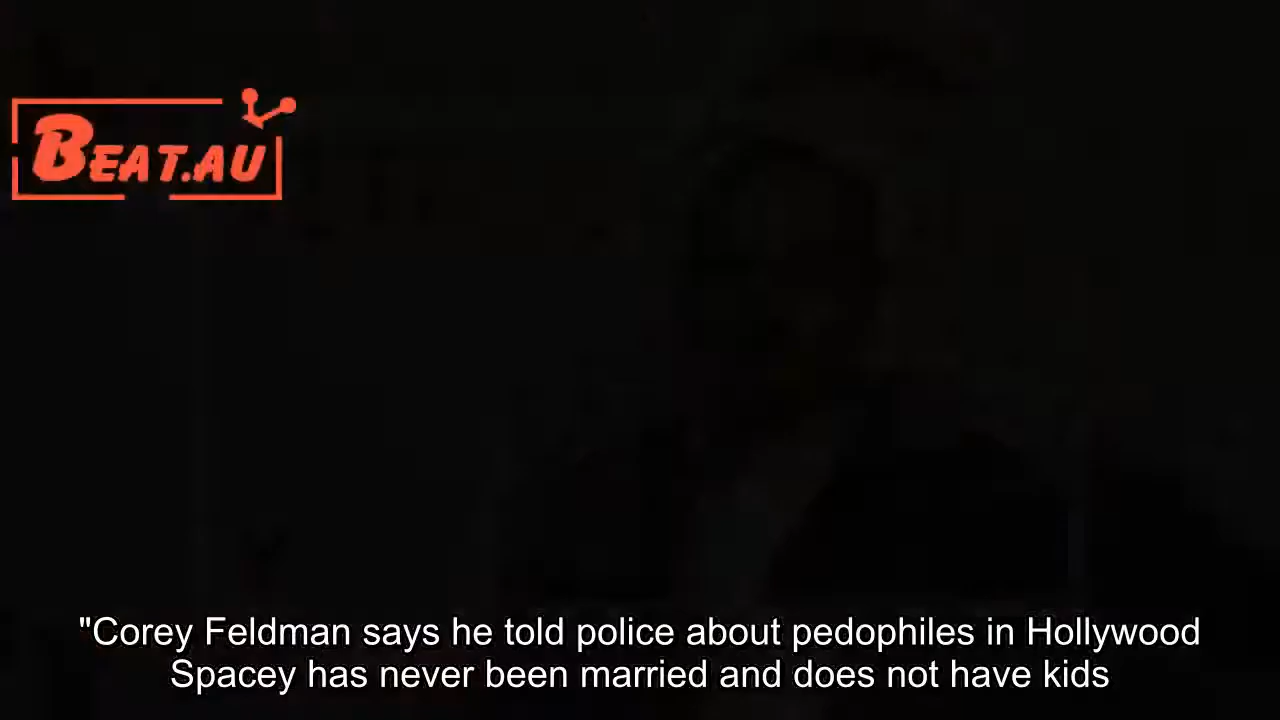 BEAT.AU
"Corey Feldman says he told police about pedophiles in Hollywood
Spacey has never been married and does not have kids